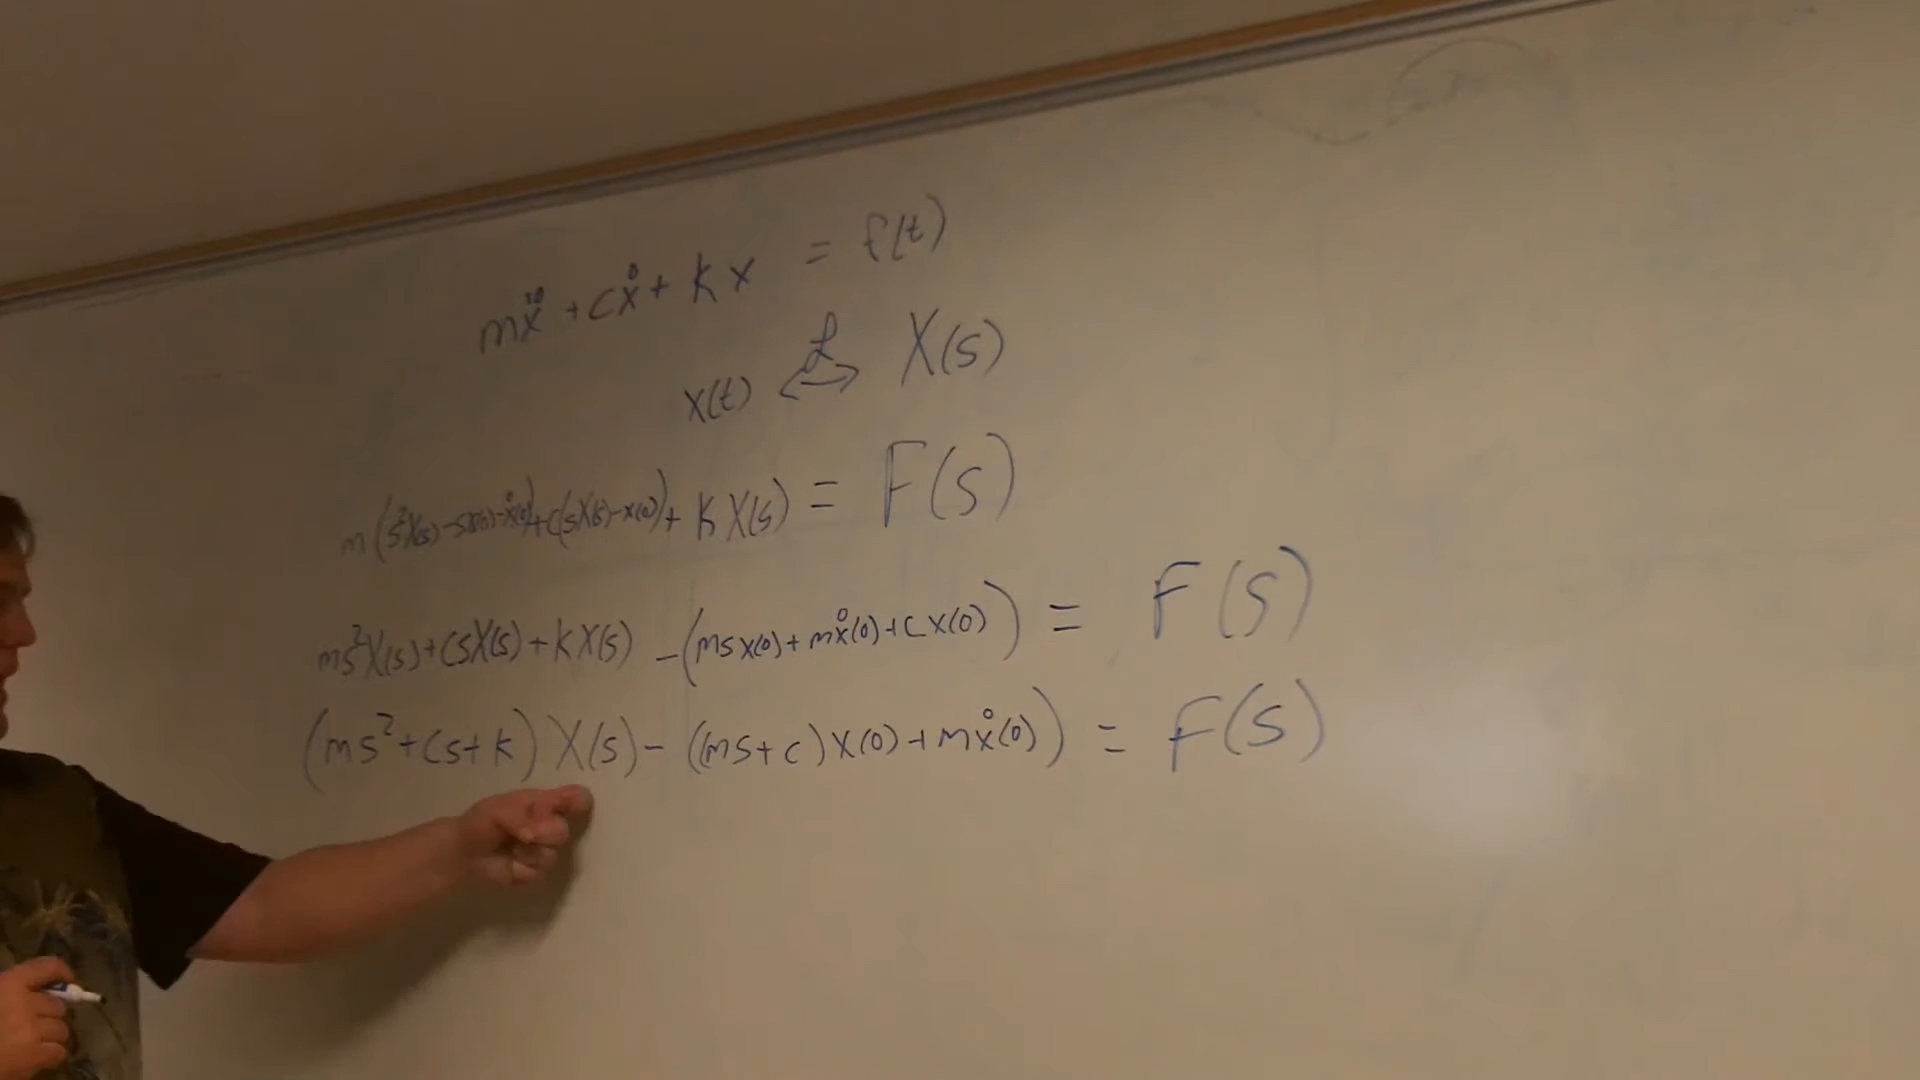 mẍ + cẋ + kx = f(t)
x(t) ℒ⟺ X(s)
m(s²X(s) - sx(0) - ẋ(0)) + c(sX(s) - x(0)) + kX(s) = F(s)
ms²X(s) + csX(s) + kX(s) - (msx(0) + mẋ(0) + cx(0)) = F(s)
(ms² + cs + k) X(s) - ((ms + c) x(0) + mẋ(0)) = F(s)